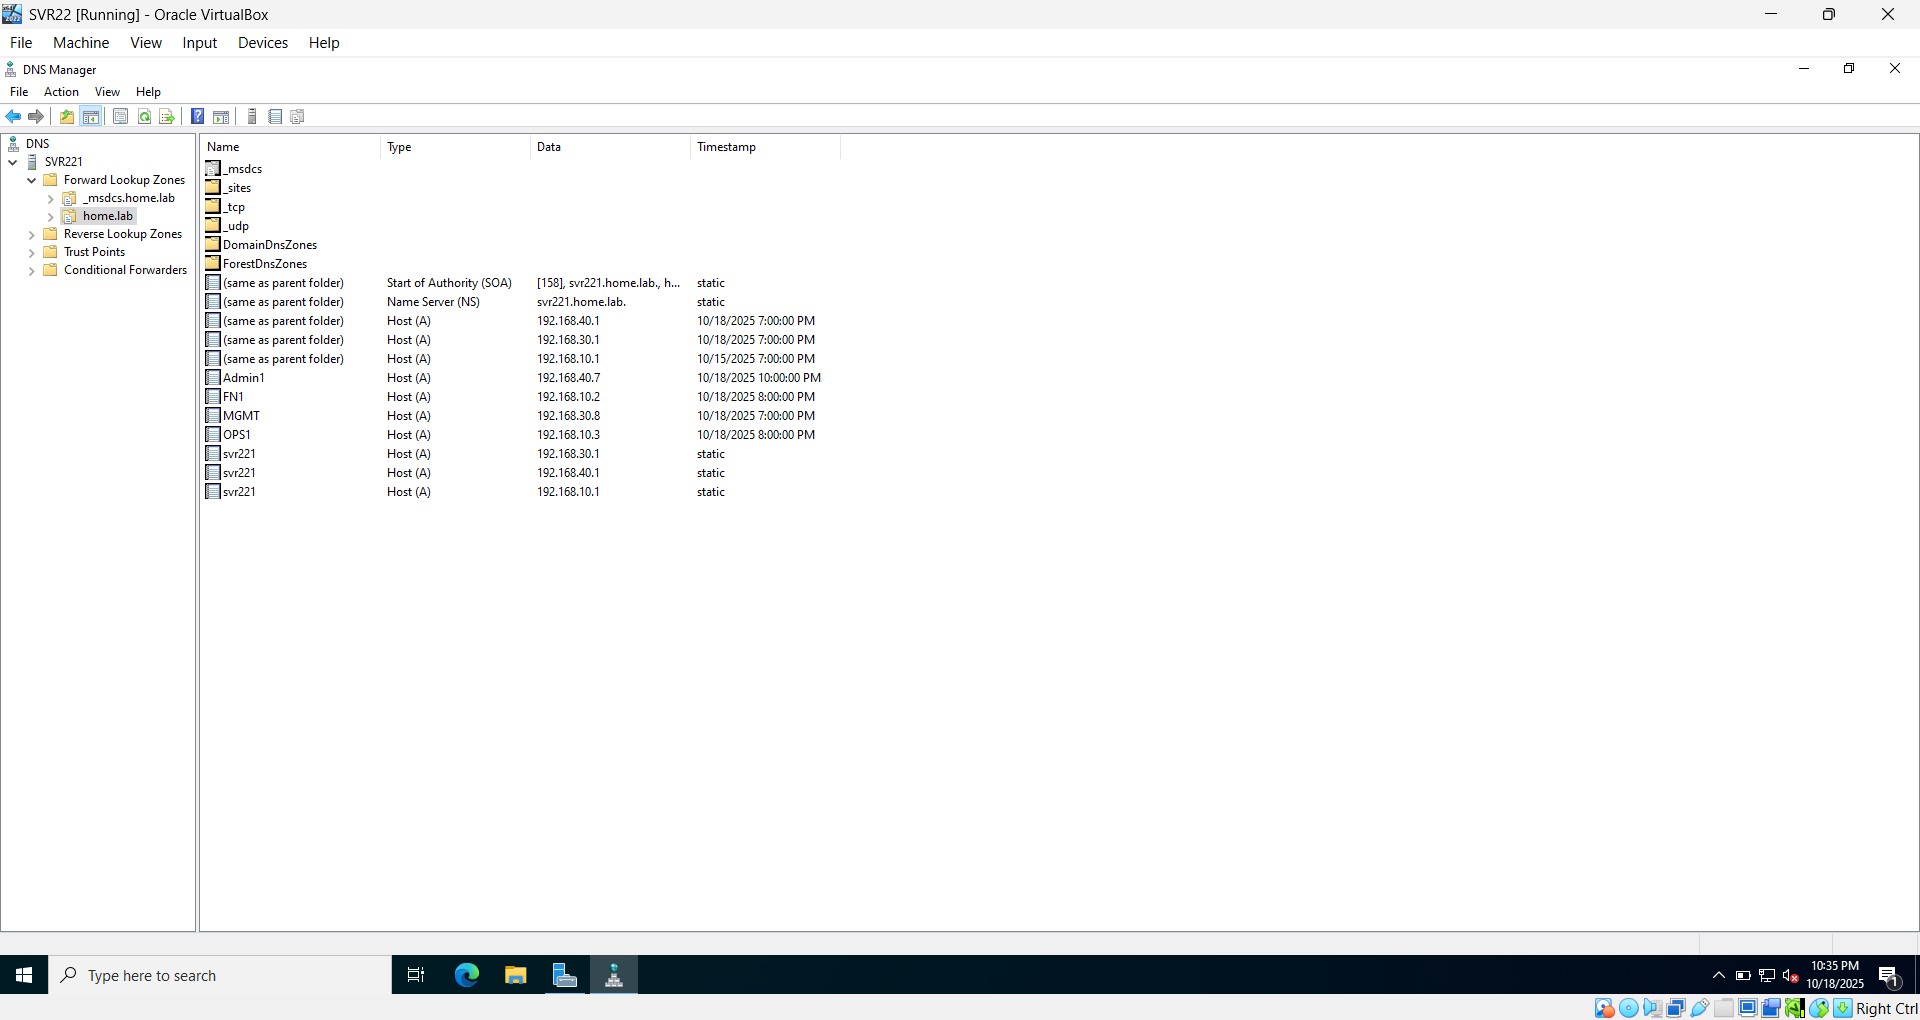 SVR22 [Running] - Oracle VirtualBox
File Machine View Input Devices Help
DNS Manager
File Action View Help
DNS
SVR221
Forward Lookup Zones
_msdcs.home.lab
home.lab
Reverse Lookup Zones
Trust Points
Conditional Forwarders
Name Type Data Timestamp
_msdcs
_sites
_tcp
_udp
DomainDnsZones
ForestDnsZones
(same as parent folder) Start of Authority (SOA) [158], svr221.home.lab., h... static
(same as parent folder) Name Server (NS) svr221.home.lab. static
(same as parent folder) Host (A) 192.168.40.1 10/18/2025 7:00:00 PM
(same as parent folder) Host (A) 192.168.30.1 10/18/2025 7:00:00 PM
(same as parent folder) Host (A) 192.168.10.1 10/15/2025 7:00:00 PM
Admin1 Host (A) 192.168.40.7 10/18/2025 10:00:00 PM
FN1 Host (A) 192.168.10.2 10/18/2025 8:00:00 PM
MGMT Host (A) 192.168.30.8 10/18/2025 7:00:00 PM
OPS1 Host (A) 192.168.10.3 10/18/2025 8:00:00 PM
svr221 Host (A) 192.168.30.1 static
svr221 Host (A) 192.168.40.1 static
svr221 Host (A) 192.168.10.1 static
Type here to search
10:35 PM
10/18/2025
1
Right Ctrl